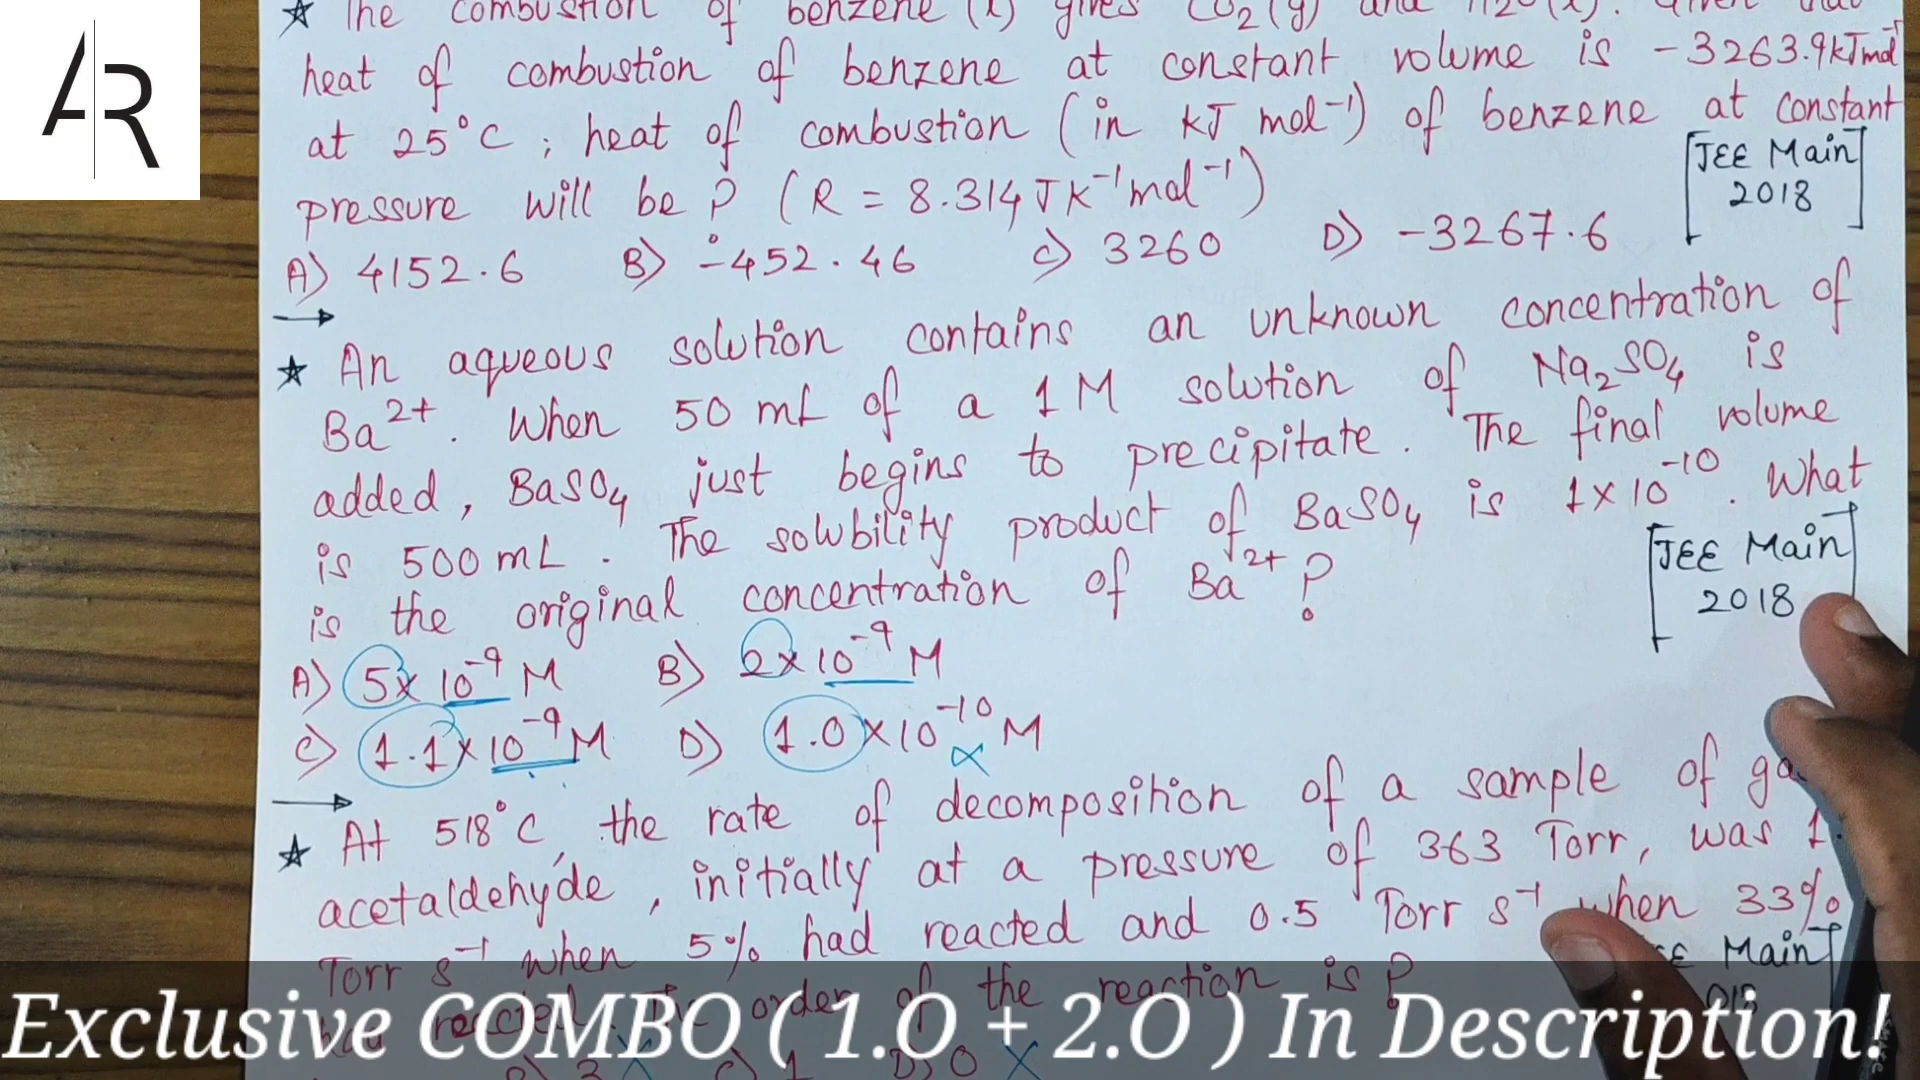 AR
☆ The combustion of benzene (l) gives CO₂(g) and H₂O(l). Given that
heat of combustion of benzene at constant volume is -3263.9kJmol⁻¹
at 25°C ; heat of combustion (in kJ mol⁻¹) of benzene at constant
pressure will be ? (R = 8.314 JK⁻¹mol⁻¹)
[JEE Main 2018]
A) 4152.6 B) -452.46 C) 3260 D) -3267.6
→
☆ An aqueous solution contains an unknown concentration of
Ba²⁺. When 50 mL of a 1 M solution of Na₂SO₄ is
added, BaSO₄ just begins to precipitate. The final volume
is 500 mL. The solubility product of BaSO₄ is 1×10⁻¹⁰. What
is the original concentration of Ba²⁺ ?
[JEE Main 2018]
A) 5×10⁻⁹ M B) 2×10⁻⁹ M
C) 1.1×10⁻⁹ M D) 1.0×10⁻¹⁰ M
→
☆ At 518°C, the rate of decomposition of a sample of
acetaldehyde, initially at a pressure of 363 Torr, was 1.
Torr s⁻¹ when 5% had reacted and 0.5 Torr s⁻¹ when 33%
had reacted. The order of the reaction is ?
Main
C) 1 D) 0
Exclusive COMBO ( 1.O + 2.O ) In Description!